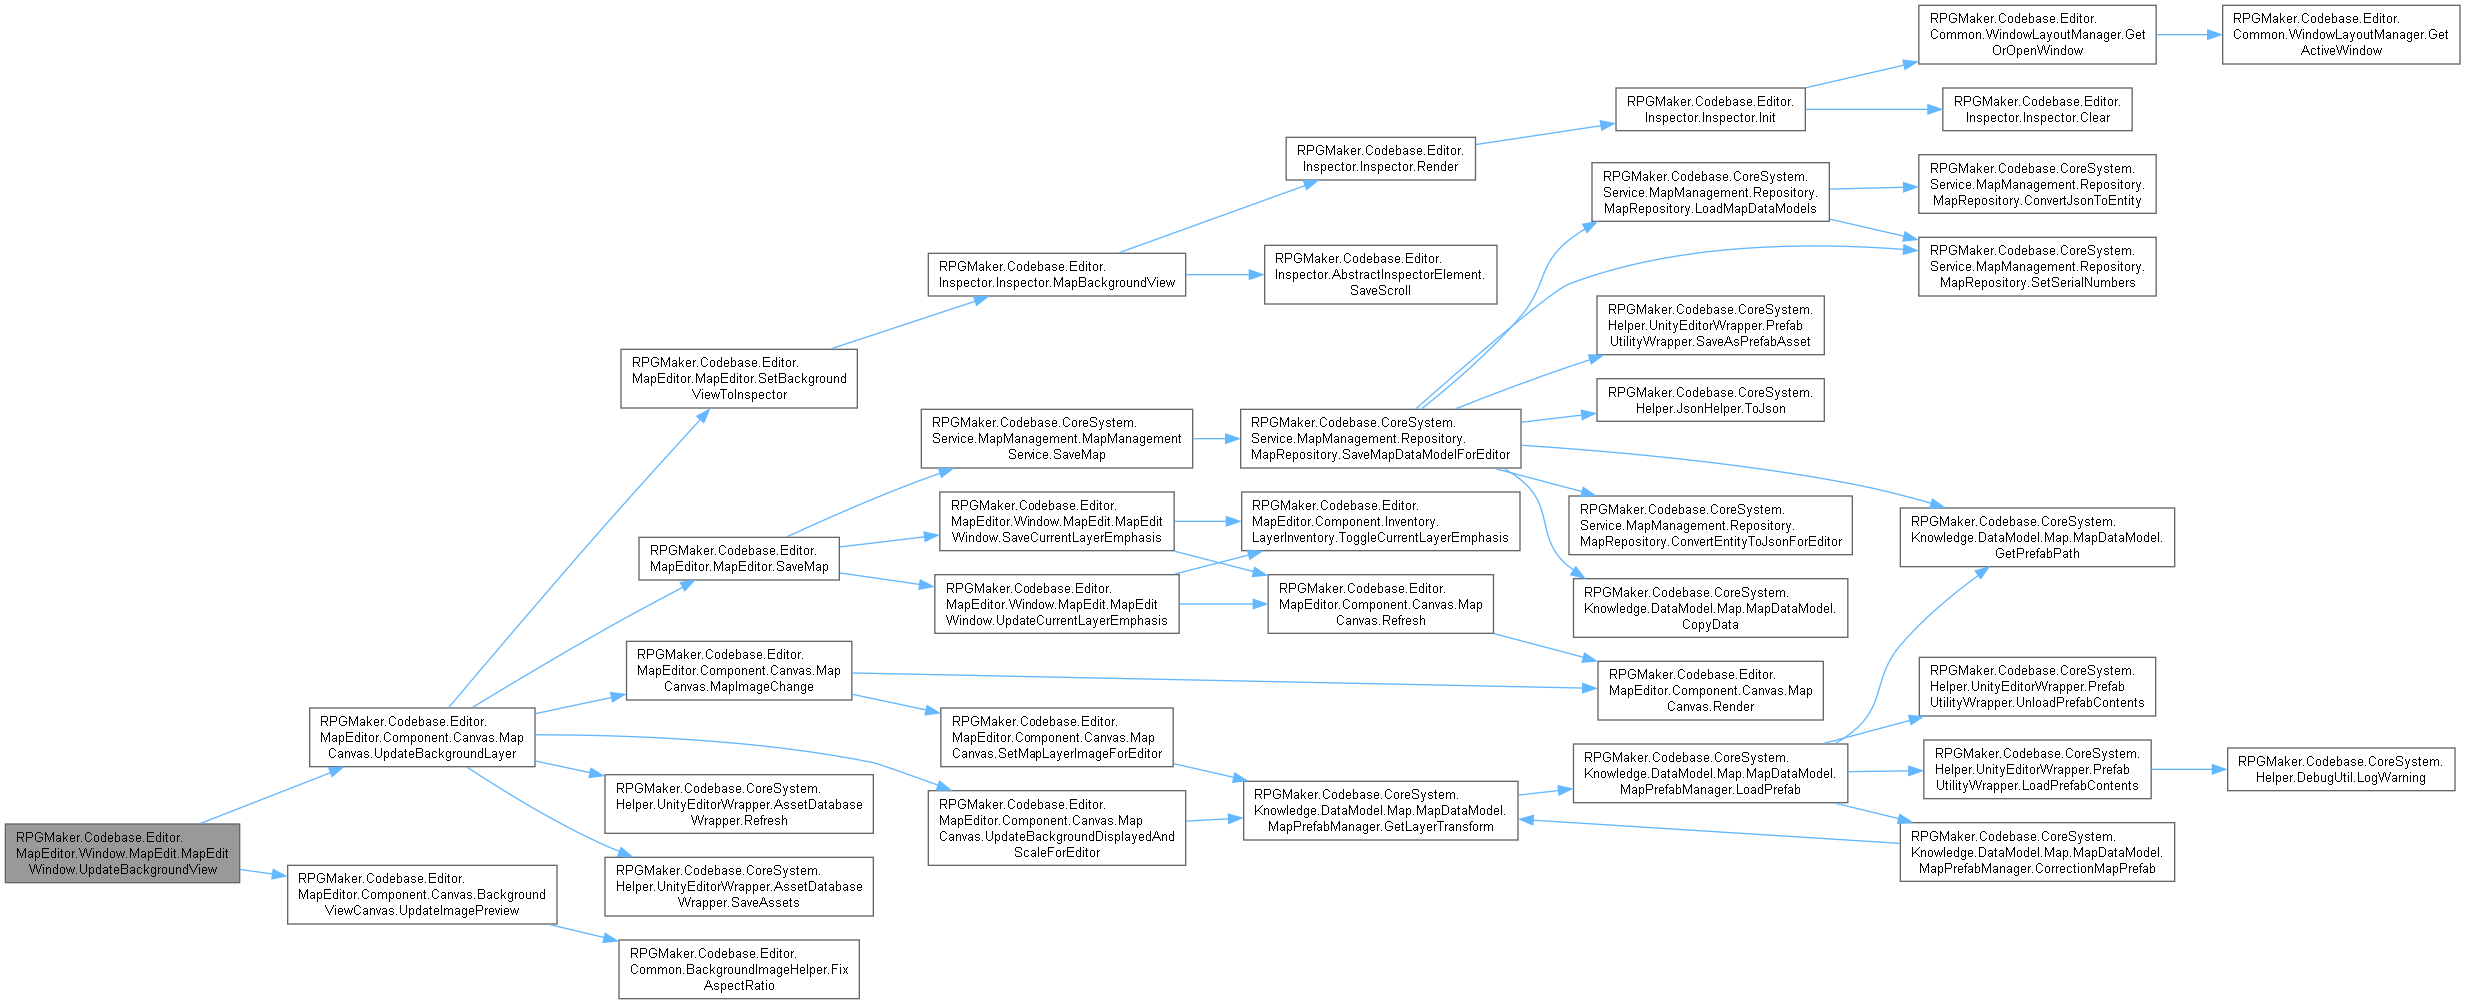 RPGMaker.Codebase.Editor.
MapEditor.Window.MapEdit.MapEdit
Window.UpdateBackgroundView
RPGMaker.Codebase.Editor.
MapEditor.Component.Canvas.Map
Canvas.UpdateBackgroundLayer
RPGMaker.Codebase.Editor.
MapEditor.Component.Canvas.Background
ViewCanvas.UpdateImagePreview
RPGMaker.Codebase.Editor.
MapEditor.MapEditor.SetBackground
ViewToInspector
RPGMaker.Codebase.Editor.
MapEditor.MapEditor.SaveMap
RPGMaker.Codebase.Editor.
MapEditor.Component.Canvas.Map
Canvas.MapImageChange
RPGMaker.Codebase.CoreSystem.
Helper.UnityEditorWrapper.AssetDatabase
Wrapper.Refresh
RPGMaker.Codebase.CoreSystem.
Helper.UnityEditorWrapper.AssetDatabase
Wrapper.SaveAssets
RPGMaker.Codebase.Editor.
Common.BackgroundImageHelper.Fix
AspectRatio
RPGMaker.Codebase.Editor.
Inspector.Inspector.MapBackgroundView
RPGMaker.Codebase.CoreSystem.
Service.MapManagement.MapManagement
Service.SaveMap
RPGMaker.Codebase.Editor.
MapEditor.Window.MapEdit.MapEdit
Window.SaveCurrentLayerEmphasis
RPGMaker.Codebase.Editor.
MapEditor.Window.MapEdit.MapEdit
Window.UpdateCurrentLayerEmphasis
RPGMaker.Codebase.Editor.
MapEditor.Component.Canvas.Map
Canvas.SetMapLayerImageForEditor
RPGMaker.Codebase.Editor.
MapEditor.Component.Canvas.Map
Canvas.UpdateBackgroundDisplayedAnd
ScaleForEditor
RPGMaker.Codebase.Editor.
Inspector.Inspector.Render
RPGMaker.Codebase.Editor.
Inspector.AbstractInspectorElement.
SaveScroll
RPGMaker.Codebase.CoreSystem.
Service.MapManagement.Repository.
MapRepository.SaveMapDataModelForEditor
RPGMaker.Codebase.Editor.
MapEditor.Component.Inventory.
LayerInventory.ToggleCurrentLayerEmphasis
RPGMaker.Codebase.Editor.
MapEditor.Component.Canvas.Map
Canvas.Refresh
RPGMaker.Codebase.CoreSystem.
Knowledge.DataModel.Map.MapDataModel.
MapPrefabManager.GetLayerTransform
RPGMaker.Codebase.Editor.
Inspector.Inspector.Init
RPGMaker.Codebase.CoreSystem.
Service.MapManagement.Repository.
MapRepository.LoadMapDataModels
RPGMaker.Codebase.CoreSystem.
Helper.UnityEditorWrapper.Prefab
UtilityWrapper.SaveAsPrefabAsset
RPGMaker.Codebase.CoreSystem.
Helper.JsonHelper.ToJson
RPGMaker.Codebase.CoreSystem.
Service.MapManagement.Repository.
MapRepository.ConvertEntityToJsonForEditor
RPGMaker.Codebase.CoreSystem.
Knowledge.DataModel.Map.MapDataModel.
CopyData
RPGMaker.Codebase.Editor.
MapEditor.Component.Canvas.Map
Canvas.Render
RPGMaker.Codebase.CoreSystem.
Knowledge.DataModel.Map.MapDataModel.
MapPrefabManager.LoadPrefab
RPGMaker.Codebase.Editor.
Common.WindowLayoutManager.Get
OrOpenWindow
RPGMaker.Codebase.Editor.
Inspector.Inspector.Clear
RPGMaker.Codebase.CoreSystem.
Service.MapManagement.Repository.
MapRepository.ConvertJsonToEntity
RPGMaker.Codebase.CoreSystem.
Service.MapManagement.Repository.
MapRepository.SetSerialNumbers
RPGMaker.Codebase.CoreSystem.
Knowledge.DataModel.Map.MapDataModel.
GetPrefabPath
RPGMaker.Codebase.CoreSystem.
Helper.UnityEditorWrapper.Prefab
UtilityWrapper.UnloadPrefabContents
RPGMaker.Codebase.CoreSystem.
Helper.UnityEditorWrapper.Prefab
UtilityWrapper.LoadPrefabContents
RPGMaker.Codebase.CoreSystem.
Knowledge.DataModel.Map.MapDataModel.
MapPrefabManager.CorrectionMapPrefab
RPGMaker.Codebase.Editor.
Common.WindowLayoutManager.Get
ActiveWindow
RPGMaker.Codebase.CoreSystem.
Helper.DebugUtil.LogWarning